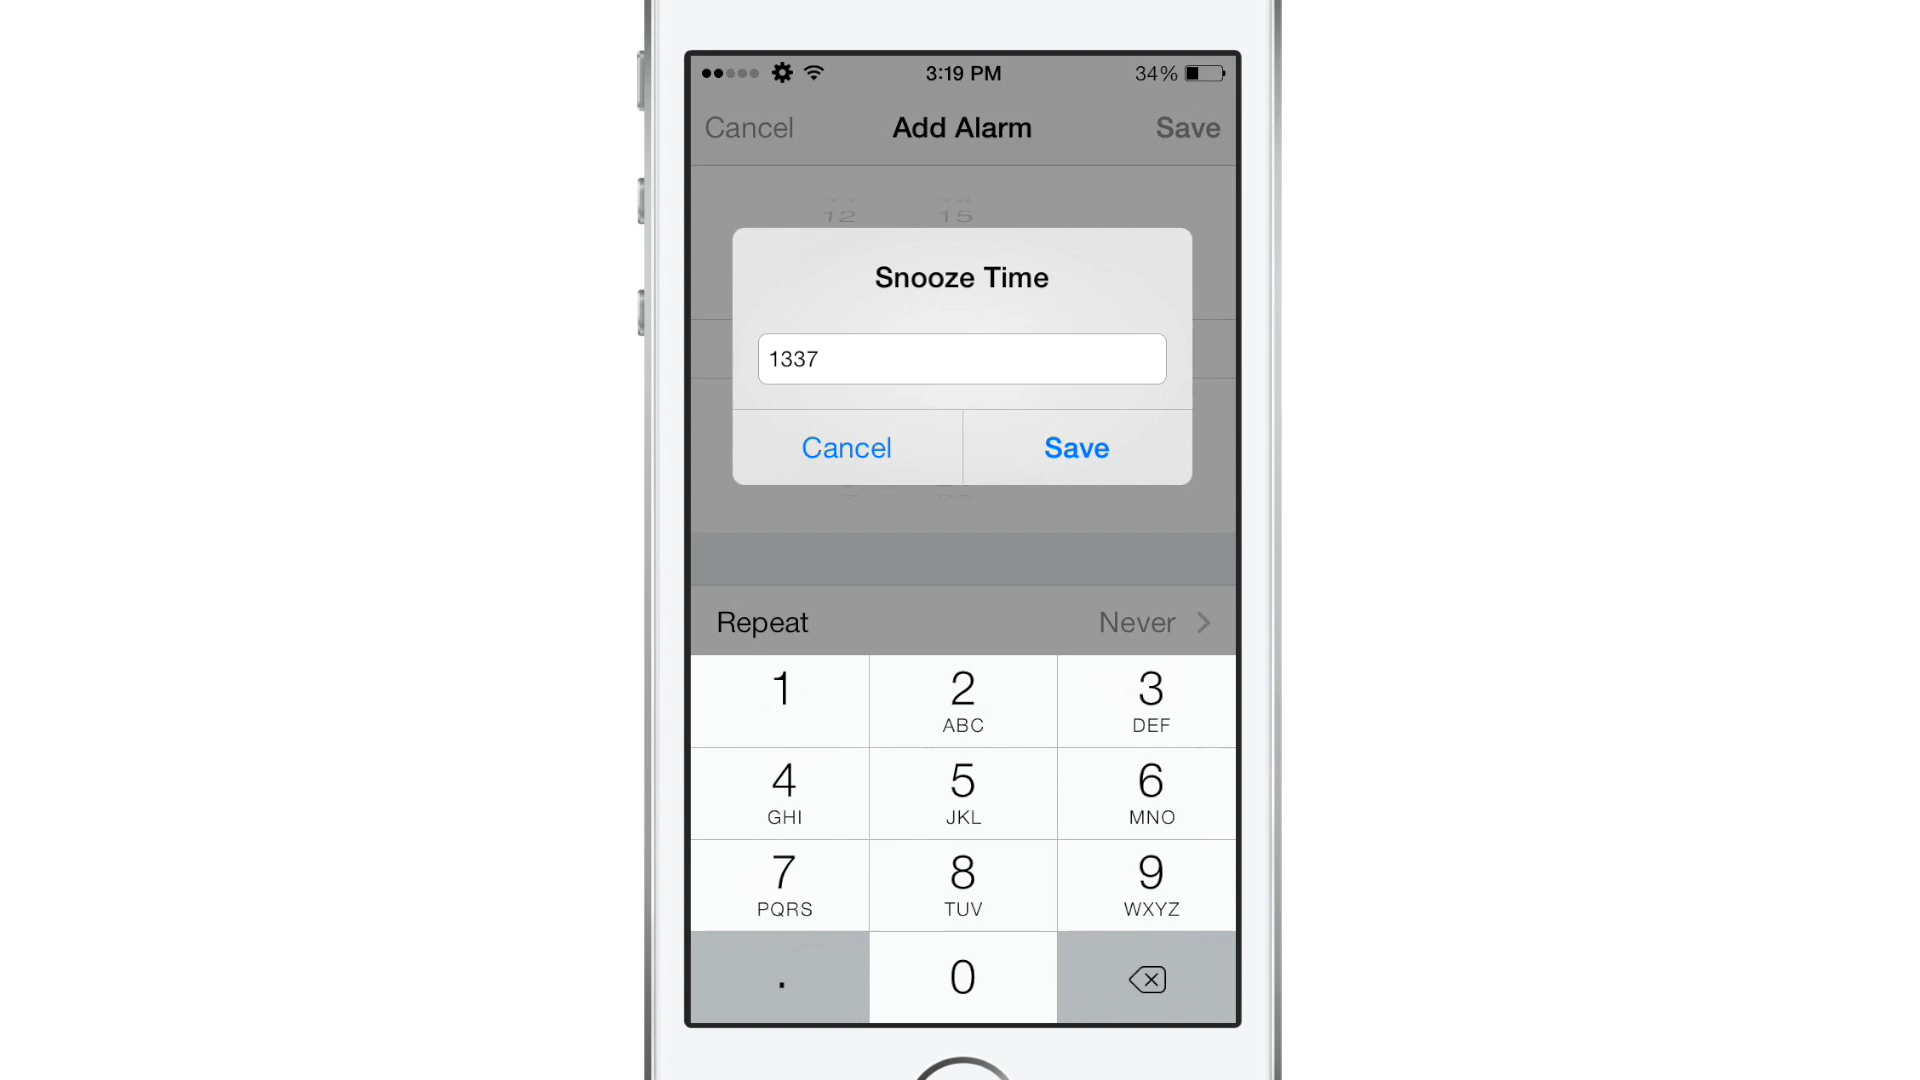 3:19 PM 34%
Cancel Add Alarm Save
12 15
Snooze Time
1337
Cancel Save
Repeat Never
1 2 3
ABC DEF
4 5 6
GHI JKL MNO
7 8 9
PQRS TUV WXYZ
. 0